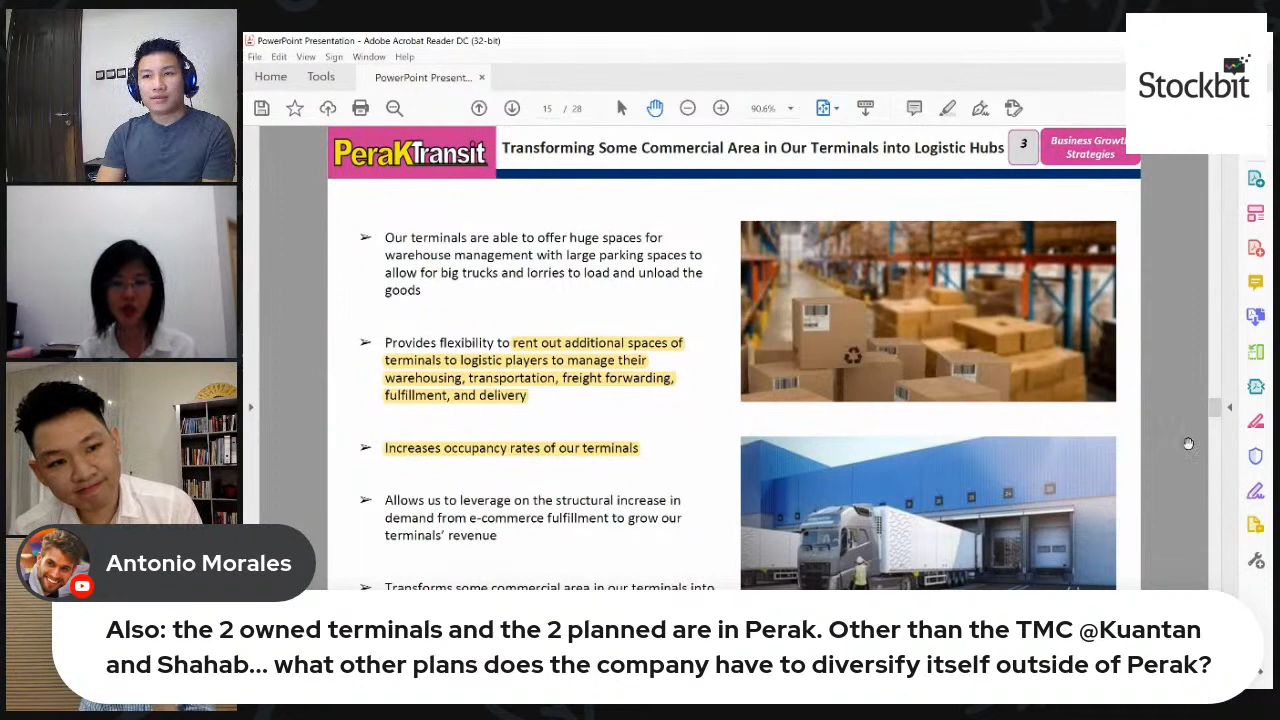 PowerPoint Presentation - Adobe Acrobat Reader DC (32-bit)
File Edit View Sign Window Help
Home Tools PowerPoint Present... ×
15 / 28 90.6%
Stockbit
PeraKTransit
Transforming Some Commercial Area in Our Terminals into Logistic Hubs
3
Business Growth
Strategies
➢ Our terminals are able to offer huge spaces for
warehouse management with large parking spaces to
allow for big trucks and lorries to load and unload the
goods
➢ Provides flexibility to rent out additional spaces of
terminals to logistic players to manage their
warehousing, transportation, freight forwarding,
fulfillment, and delivery
➢ Increases occupancy rates of our terminals
➢ Allows us to leverage on the structural increase in
demand from e-commerce fulfillment to grow our
terminals' revenue
➢ Transforms some commercial area in our terminals into
Antonio Morales
Also: the 2 owned terminals and the 2 planned are in Perak. Other than the TMC @Kuantan
and Shahab... what other plans does the company have to diversify itself outside of Perak?